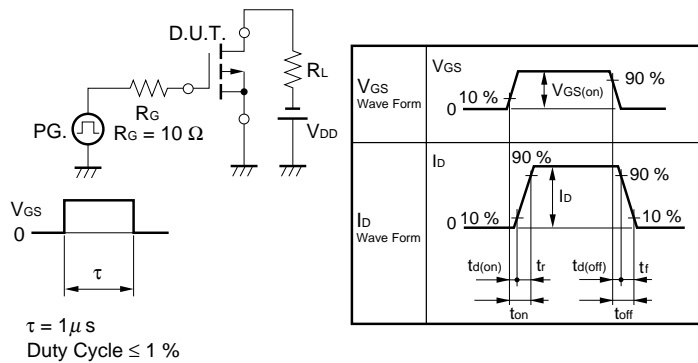 D.U.T.
RL
RG
RG = 10 Ω
PG.
VDD
VGS
0
τ
τ = 1μ s
Duty Cycle ≤ 1 %
VGS
Wave Form
VGS
10 %
0
VGS(on)
90 %
ID
Wave Form
ID
90 %
90 %
ID
0
10 %
10 %
td(on)
tr
td(off)
tf
ton
toff